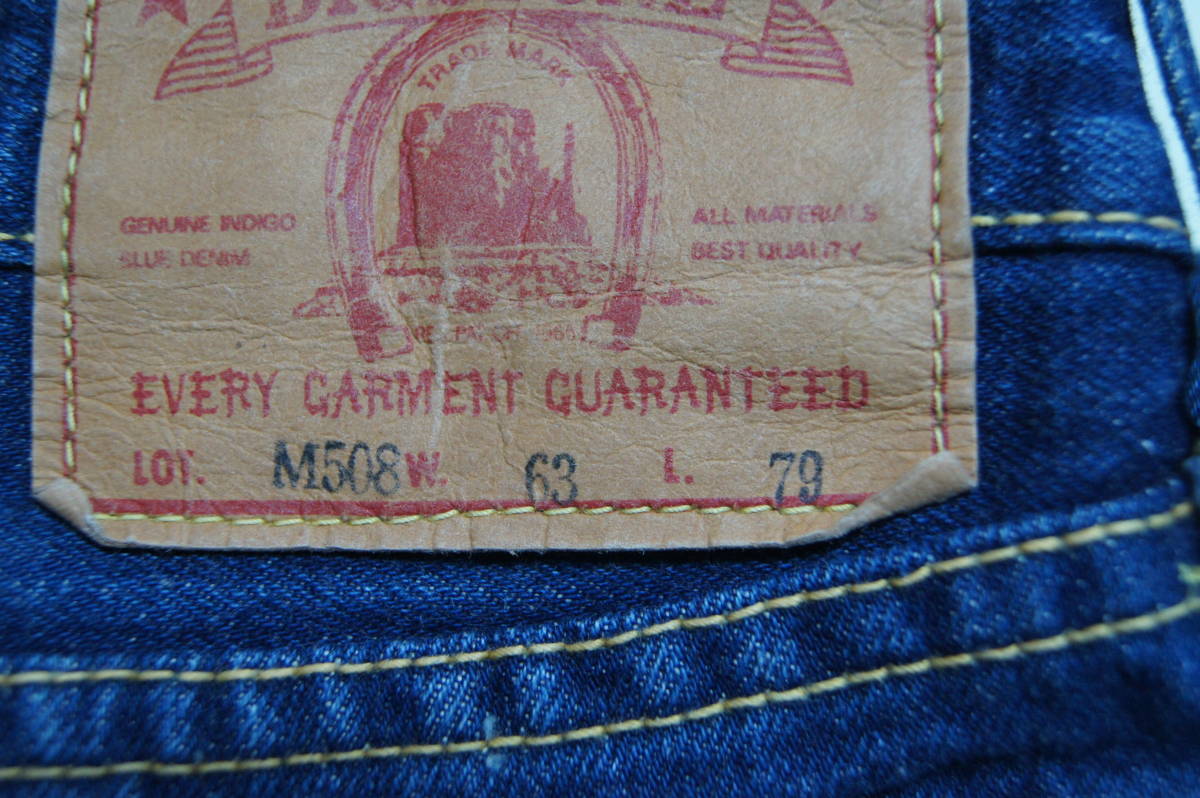 TRADE MARK
GENUINE INDIGO
BLUE DENIM
ALL MATERIALS
BEST QUALITY
EVERY GARMENT GUARANTEED
LOT. M508 W. 63 L. 79